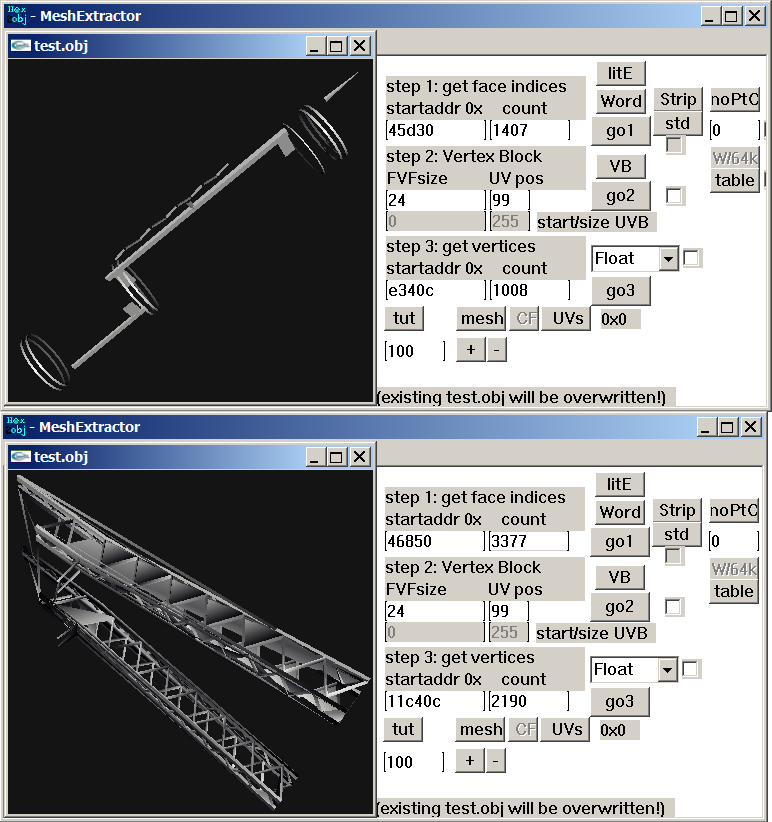 Hex
obj - MeshExtractor
test.obj
litE
step 1: get face indices
startaddr 0x count
Word
Strip
noPtC
45d30 1407
go1
std
0
step 2: Vertex Block
VB
W/64k
FVFsize UV pos
table
24 99
go2
0 255 start/size UVB
step 3: get vertices
startaddr 0x count
Float
e340c 1008
go3
tut mesh CF UVs 0x0
100 + -
(existing test.obj will be overwritten!)
Hex
obj - MeshExtractor
test.obj
litE
step 1: get face indices
startaddr 0x count
Word
Strip
noPtC
46850 3377
go1
std
0
step 2: Vertex Block
VB
W/64k
FVFsize UV pos
table
24 99
go2
0 255 start/size UVB
step 3: get vertices
startaddr 0x count
Float
11c40c 2190
go3
tut mesh CF UVs 0x0
100 + -
(existing test.obj will be overwritten!)